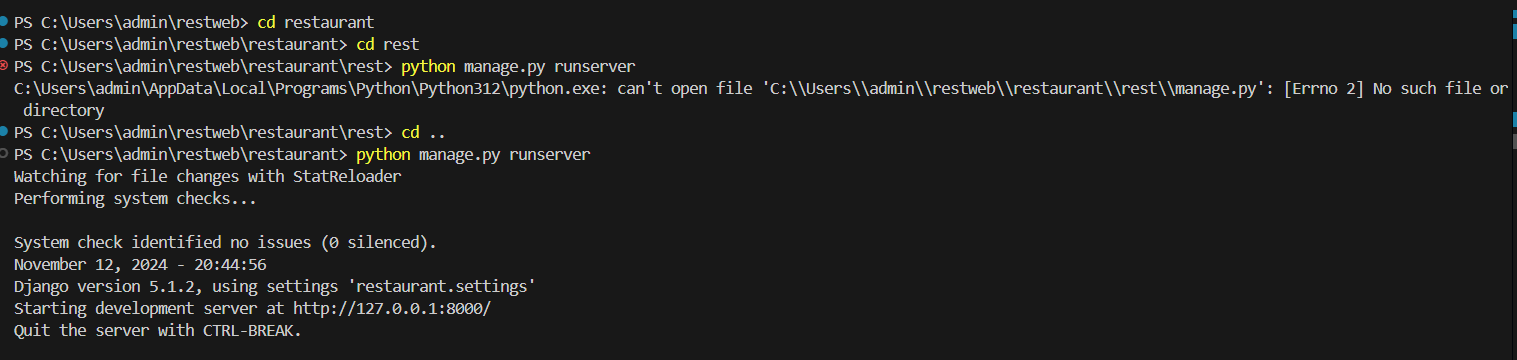 PS C:\Users\admin\restweb> cd restaurant
PS C:\Users\admin\restweb\restaurant> cd rest
PS C:\Users\admin\restweb\restaurant\rest> python manage.py runserver
C:\Users\admin\AppData\Local\Programs\Python\Python312\python.exe: can't open file 'C:\\Users\\admin\\restweb\\restaurant\\rest\\manage.py': [Errno 2] No such file or
directory
PS C:\Users\admin\restweb\restaurant\rest> cd ..
PS C:\Users\admin\restweb\restaurant> python manage.py runserver
Watching for file changes with StatReloader
Performing system checks...
System check identified no issues (0 silenced).
November 12, 2024 - 20:44:56
Django version 5.1.2, using settings 'restaurant.settings'
Starting development server at http://127.0.0.1:8000/
Quit the server with CTRL-BREAK.